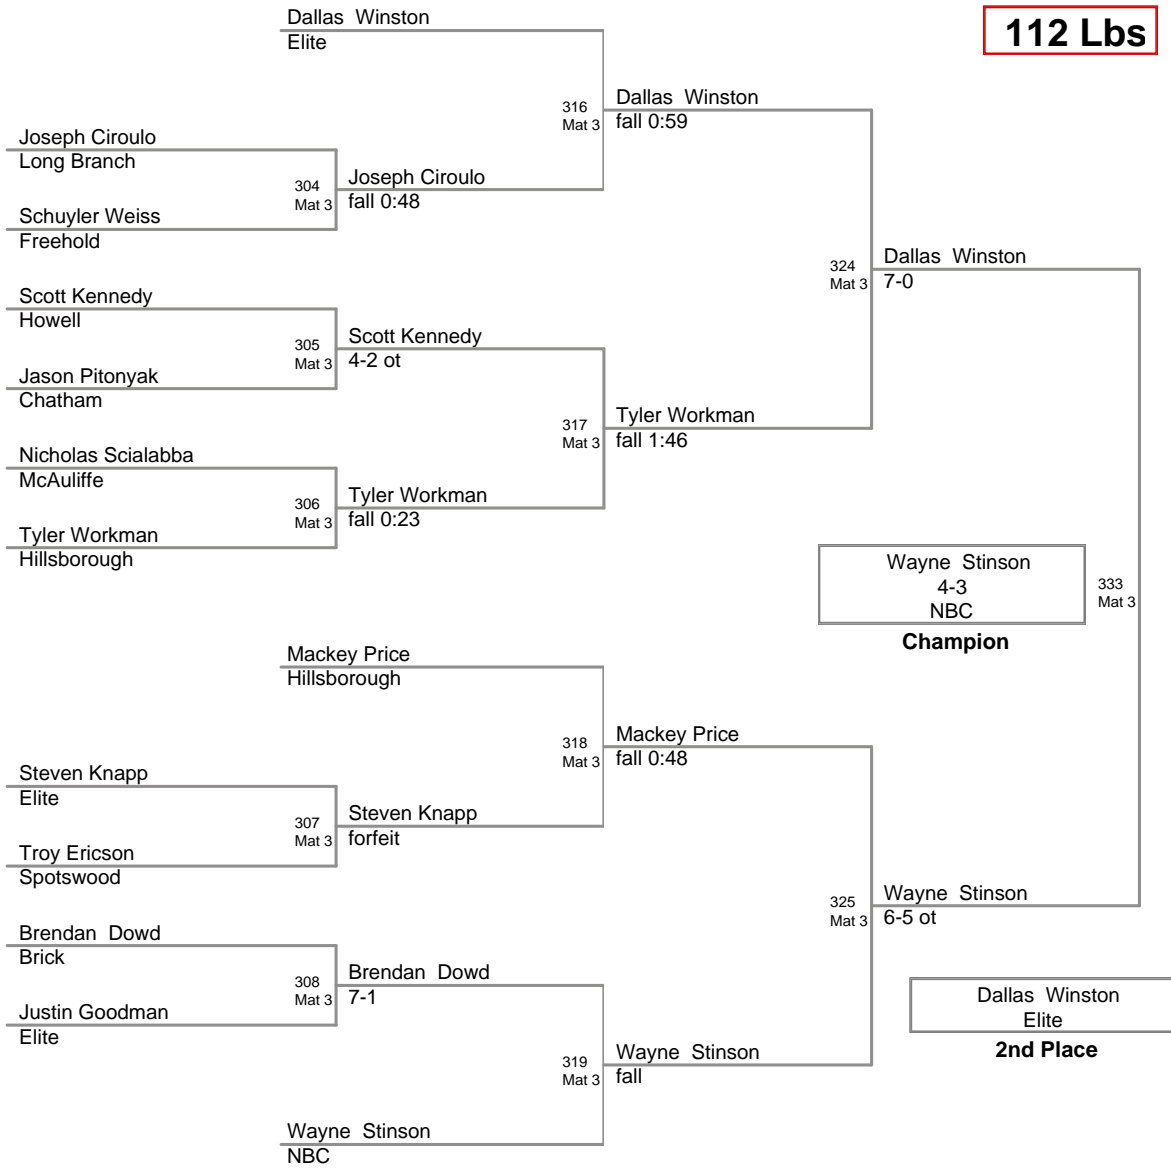 112 Lbs
Dallas  Winston
Elite
316
Mat 3
Dallas  Winston
fall 0:59
Joseph Ciroulo
Long Branch
304
Mat 3
Joseph Ciroulo
fall 0:48
Schuyler Weiss
Freehold
324
Mat 3
Dallas  Winston
7-0
Scott Kennedy
Howell
305
Mat 3
Scott Kennedy
4-2 ot
Jason Pitonyak
Chatham
317
Mat 3
Tyler Workman
fall 1:46
Nicholas Scialabba
McAuliffe
306
Mat 3
Tyler Workman
fall 0:23
Tyler Workman
Hillsborough
Wayne  Stinson
4-3
NBC
Champion
333
Mat 3
Mackey Price
Hillsborough
318
Mat 3
Mackey Price
fall 0:48
Steven Knapp
Elite
307
Mat 3
Steven Knapp
forfeit
Troy Ericson
Spotswood
325
Mat 3
Wayne  Stinson
6-5 ot
Brendan  Dowd
Brick
308
Mat 3
Brendan  Dowd
7-1
Justin Goodman
Elite
Dallas  Winston
Elite
2nd Place
319
Mat 3
Wayne  Stinson
fall
Wayne  Stinson
NBC